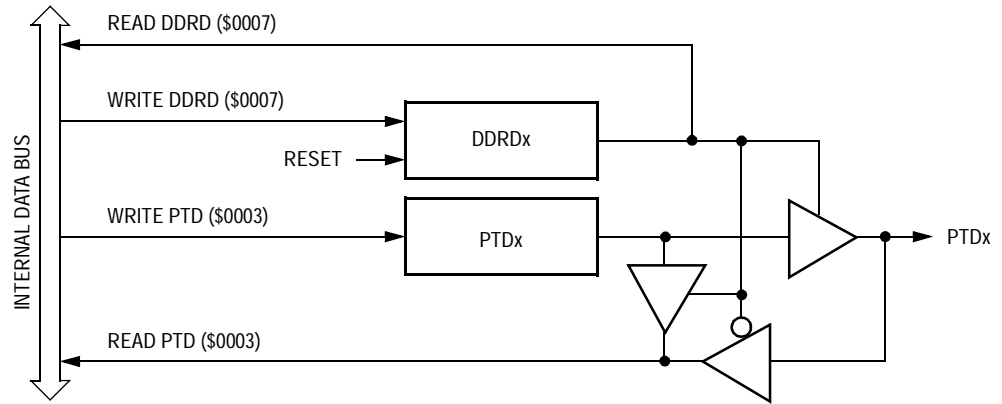 READ DDRD ($0007)
WRITE DDRD ($0007)
DDRDx
RESET
INTERNAL DATA BUS
WRITE PTD ($0003)
PTDx
PTDx
READ PTD ($0003)